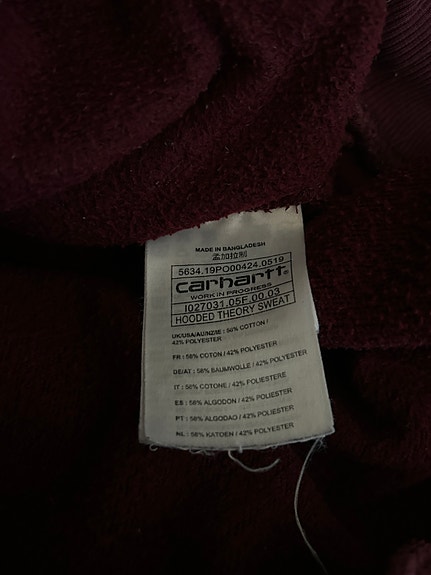 MADE IN BANGLADESH
孟加拉别
5634.19PO00424.0519
carhartt®
WORK IN PROGRESS
I027031.05F.00.03
HOODED THEORY SWEAT
UK/USA/AU/NZ/IE : 58% COTTON /
42% POLYESTER
FR : 58% COTON / 42% POLYESTER
DE/AT : 58% BAUMWOLLE / 42% POLYESTER
IT : 58% COTONE / 42% POLIESTERE
ES : 58% ALGODON / 42% POLYESTER
PT : 58% ALGODAO / 42% POLYESTER
NL : 58% KATOEN / 42% POLYESTER